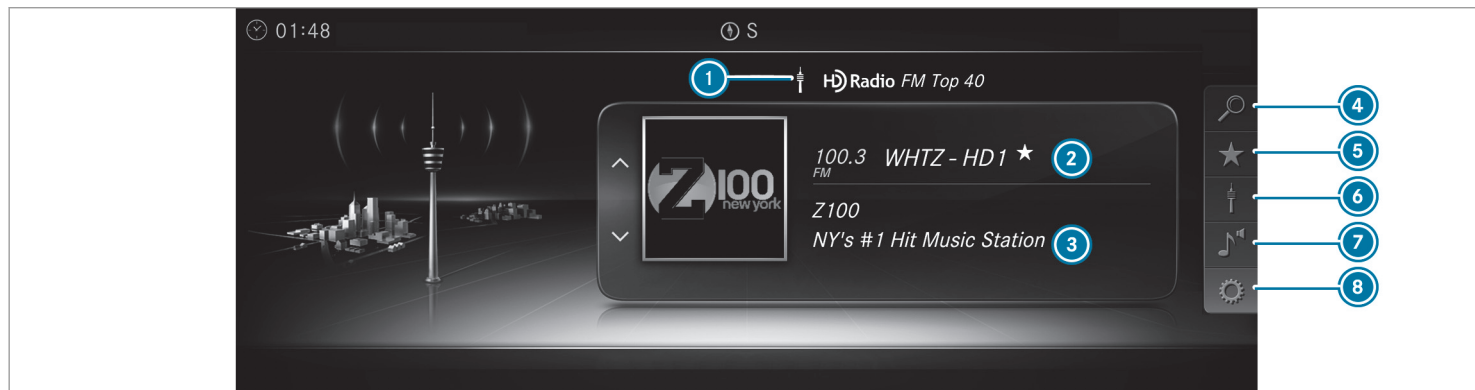 01:48
S
1
HD Radio FM Top 40
4
Z100
new york
100.3 WHTZ - HD1 ★
FM
2
5
Z100
NY's #1 Hit Music Station
3
6
7
8